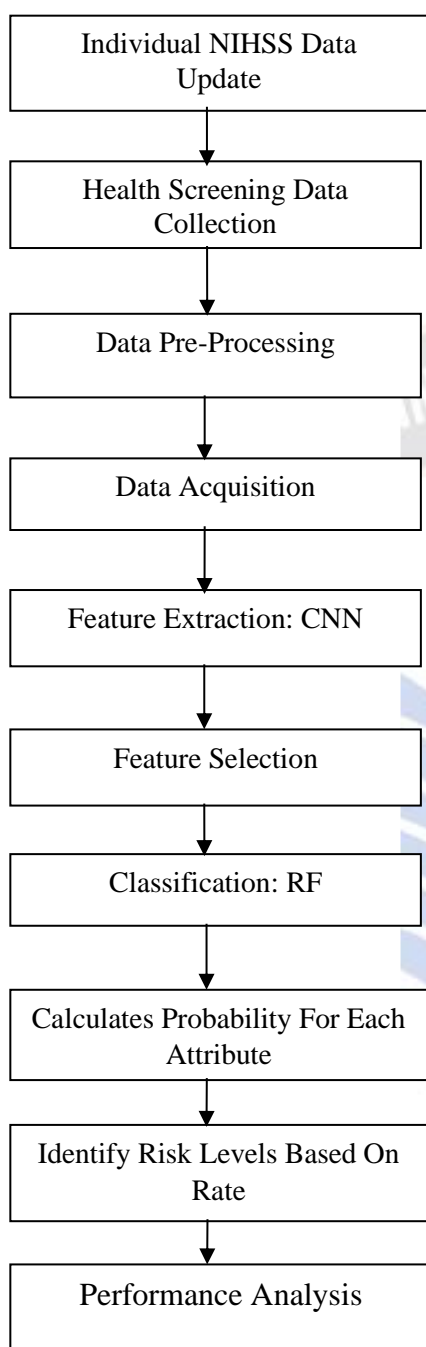 Individual NIHSS Data
Update
Health Screening Data
Collection
Data Pre-Processing
Data Acquisition
Feature Extraction: CNN
Feature Selection
Classification: RF
Calculates Probability For Each
Attribute
Identify Risk Levels Based On
Rate
Performance Analysis